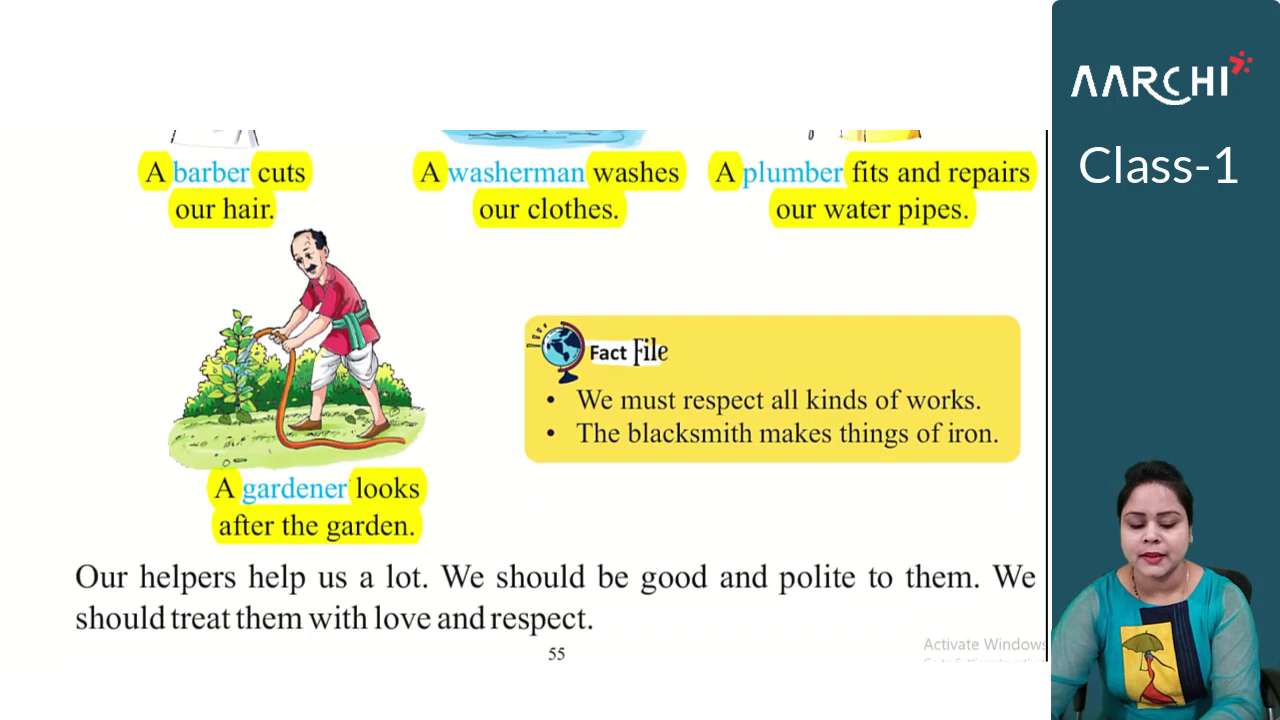 AARCHI
Class-1
A barber cuts
our hair.
A washerman washes
our clothes.
A plumber fits and repairs
our water pipes.
Fact File
• We must respect all kinds of works.
• The blacksmith makes things of iron.
A gardener looks
after the garden.
Our helpers help us a lot. We should be good and polite to them. We
should treat them with love and respect.
55
Activate Windows